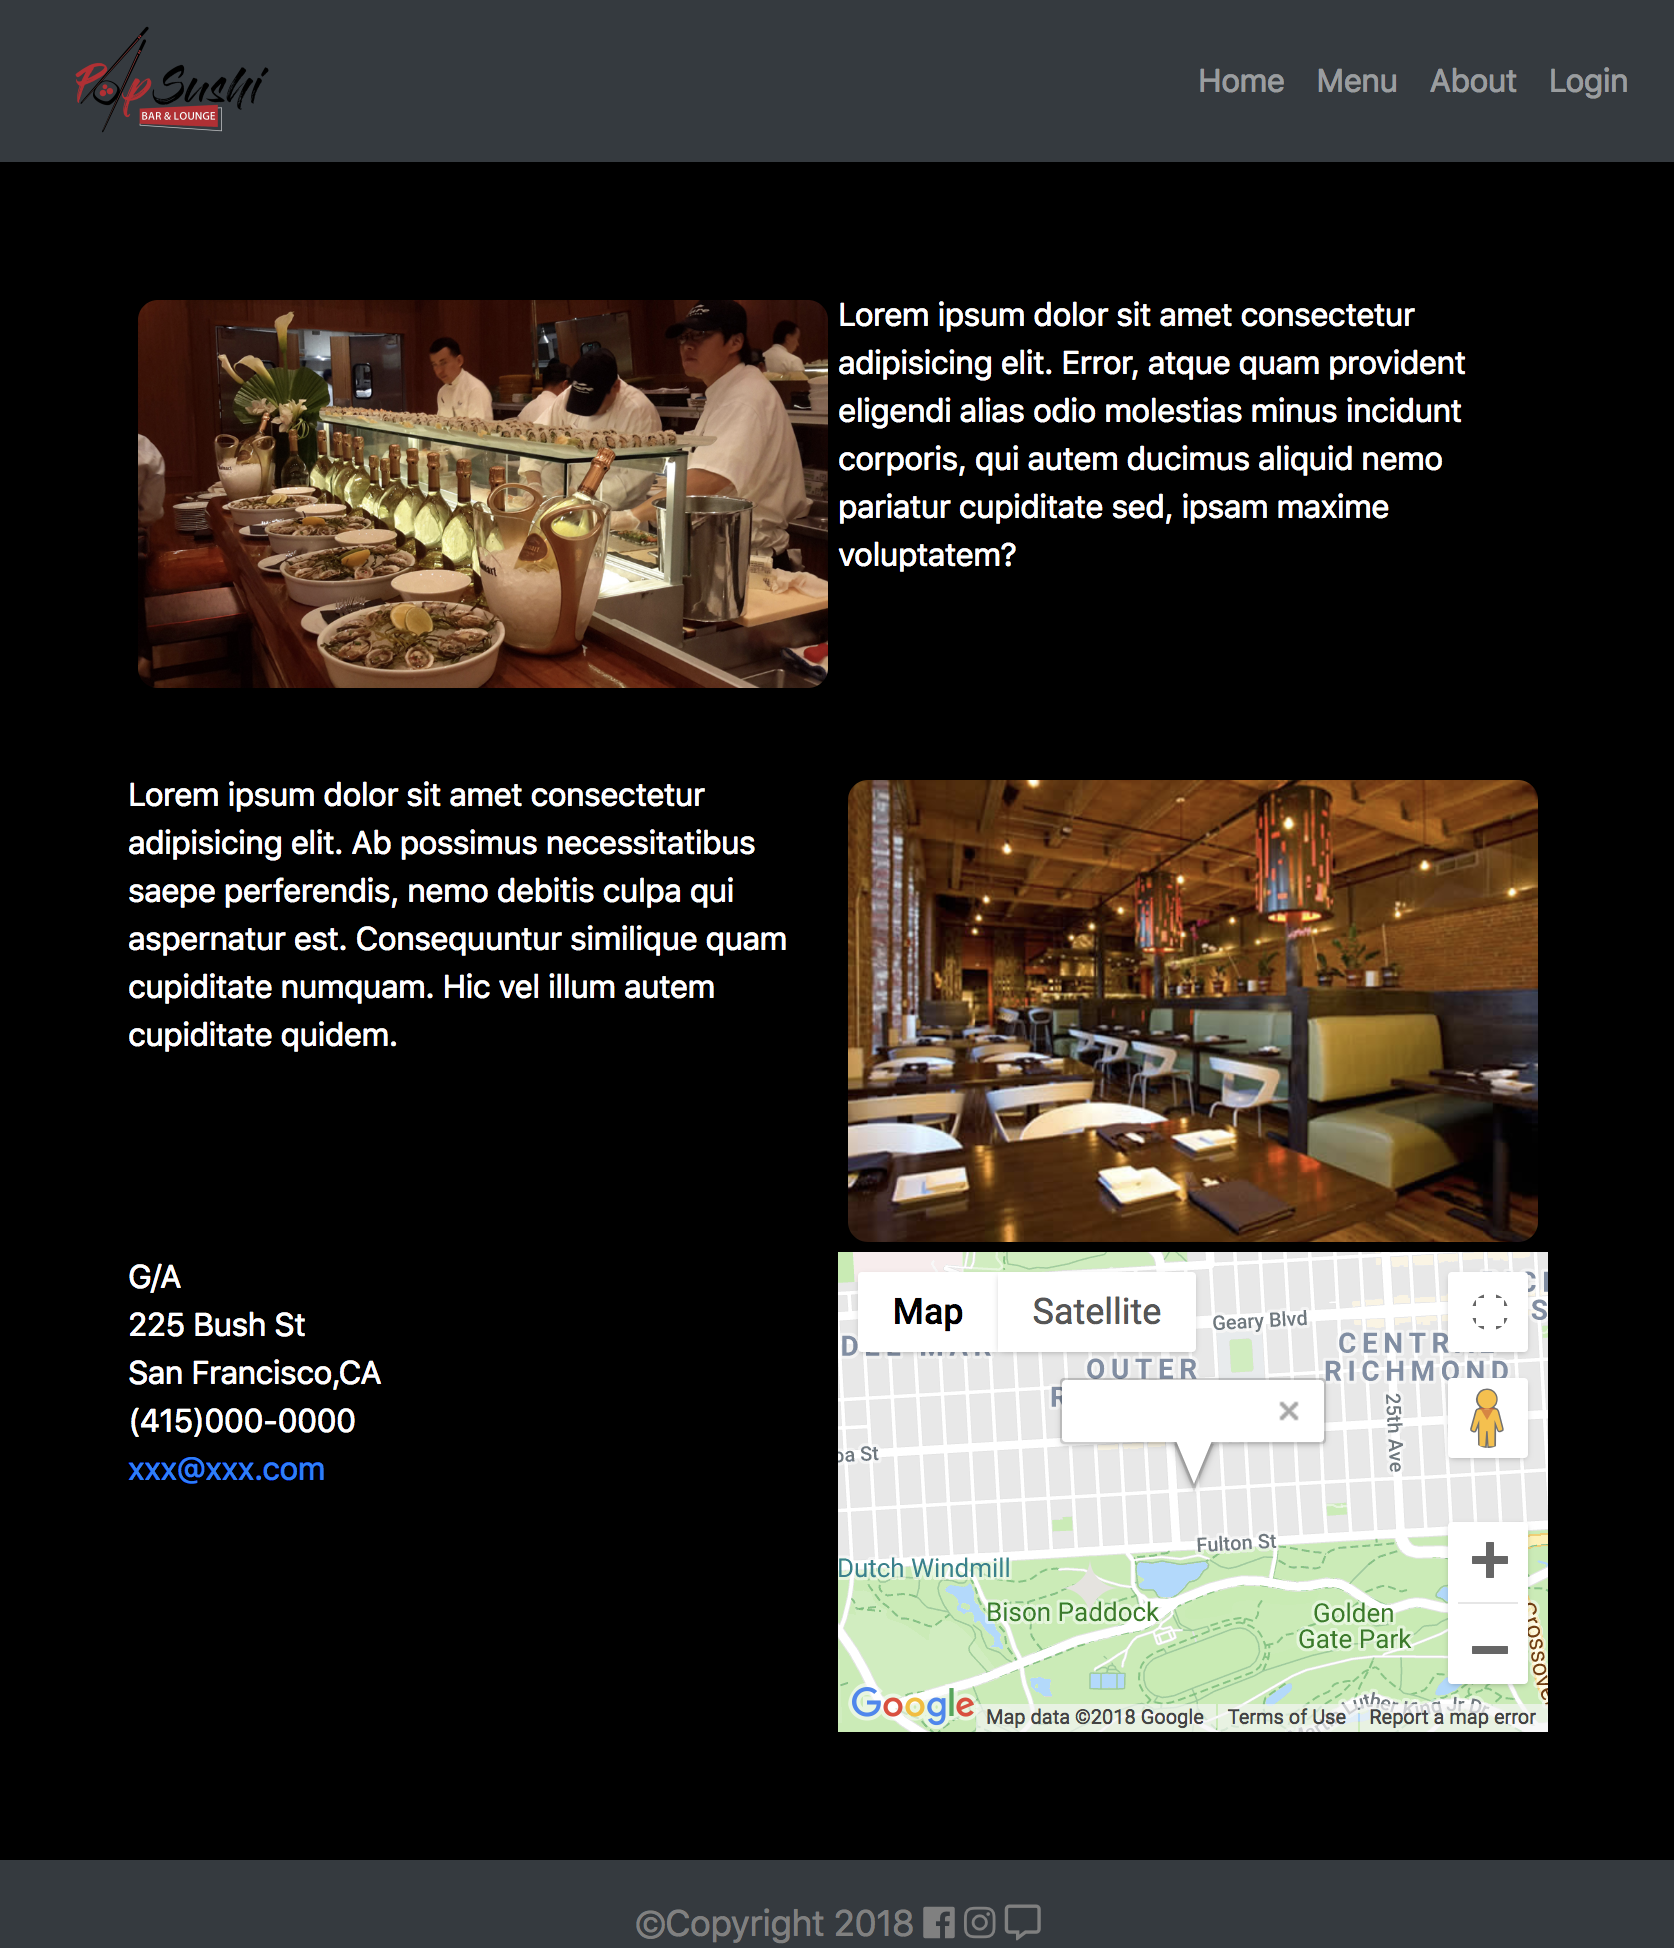 Pop Sushi
BAR & LOUNGE
Home Menu About Login
Lorem ipsum dolor sit amet consectetur
adipisicing elit. Error, atque quam provident
eligendi alias odio molestias minus incidunt
corporis, qui autem ducimus aliquid nemo
pariatur cupiditate sed, ipsam maxime
voluptatem?
Lorem ipsum dolor sit amet consectetur
adipisicing elit. Ab possimus necessitatibus
saepe perferendis, nemo debitis culpa qui
aspernatur est. Consequuntur similique quam
cupiditate numquam. Hic vel illum autem
cupiditate quidem.
G/A
225 Bush St
San Francisco,CA
(415)000-0000
xxx@xxx.com
Map Satellite
Geary Blvd
OUTER
RICHMOND
25th Ave
Fulton St
Dutch Windmill
Bison Paddock
Golden
Gate Park
Google
Map data ©2018 Google Terms of Use Report a map error
©Copyright 2018